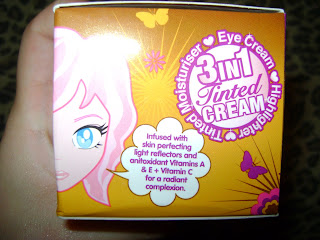 Tinted Moisturiser ♥ Eye Cream ♥ Highlighter ♥
3 IN 1
Tinted
CREAM
Infused with
skin perfecting
light reflectors and
anitoxidant Vitamins A
& E + Vitamin C
for a radiant
complexion.